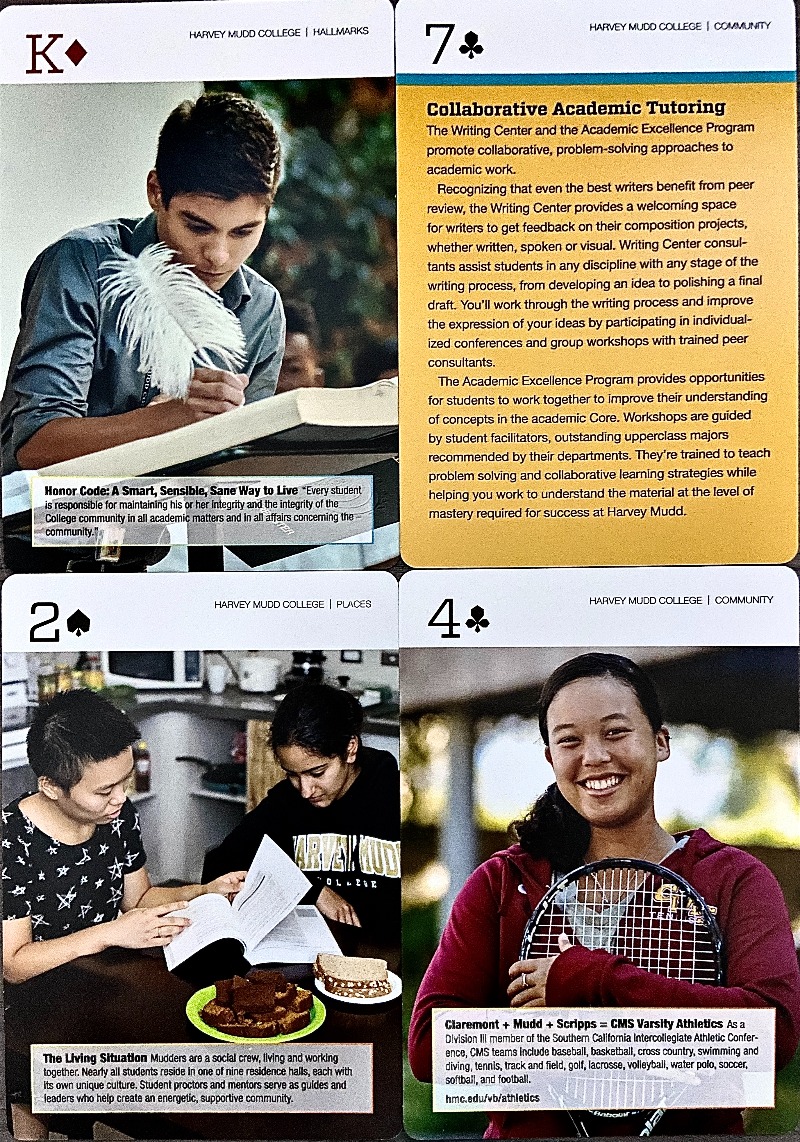 K♦
HARVEY MUDD COLLEGE | HALLMARKS
Honor Code: A Smart, Sensible, Sane Way to Live "Every student
is responsible for maintaining his or her integrity and the integrity of the
College community in all academic matters and in all affairs concerning the
community."
7♣
HARVEY MUDD COLLEGE | COMMUNITY
Collaborative Academic Tutoring
The Writing Center and the Academic Excellence Program
promote collaborative, problem-solving approaches to
academic work.
Recognizing that even the best writers benefit from peer
review, the Writing Center provides a welcoming space
for writers to get feedback on their composition projects,
whether written, spoken or visual. Writing Center consul-
tants assist students in any discipline with any stage of the
writing process, from developing an idea to polishing a final
draft. You'll work through the writing process and improve
the expression of your ideas by participating in individual-
ized conferences and group workshops with trained peer
consultants.
The Academic Excellence Program provides opportunities
for students to work together to improve their understanding
of concepts in the academic Core. Workshops are guided
by student facilitators, outstanding upperclass majors
recommended by their departments. They're trained to teach
problem solving and collaborative learning strategies while
helping you work to understand the material at the level of
mastery required for success at Harvey Mudd.
2♠
HARVEY MUDD COLLEGE | PLACES
HARVEY MUDD
COLLEGE
The Living Situation Mudders are a social crew, living and working
together. Nearly all students reside in one of nine residence halls, each with
its own unique culture. Student proctors and mentors serve as guides and
leaders who help create an energetic, supportive community.
4♣
HARVEY MUDD COLLEGE | COMMUNITY
CMS
TENNIS
Claremont + Mudd + Scripps = CMS Varsity Athletics As a
Division III member of the Southern California Intercollegiate Athletic Confer-
ence, CMS teams include baseball, basketball, cross country, swimming and
diving, tennis, track and field, golf, lacrosse, volleyball, water polo, soccer,
softball, and football.
hmc.edu/vb/athletics